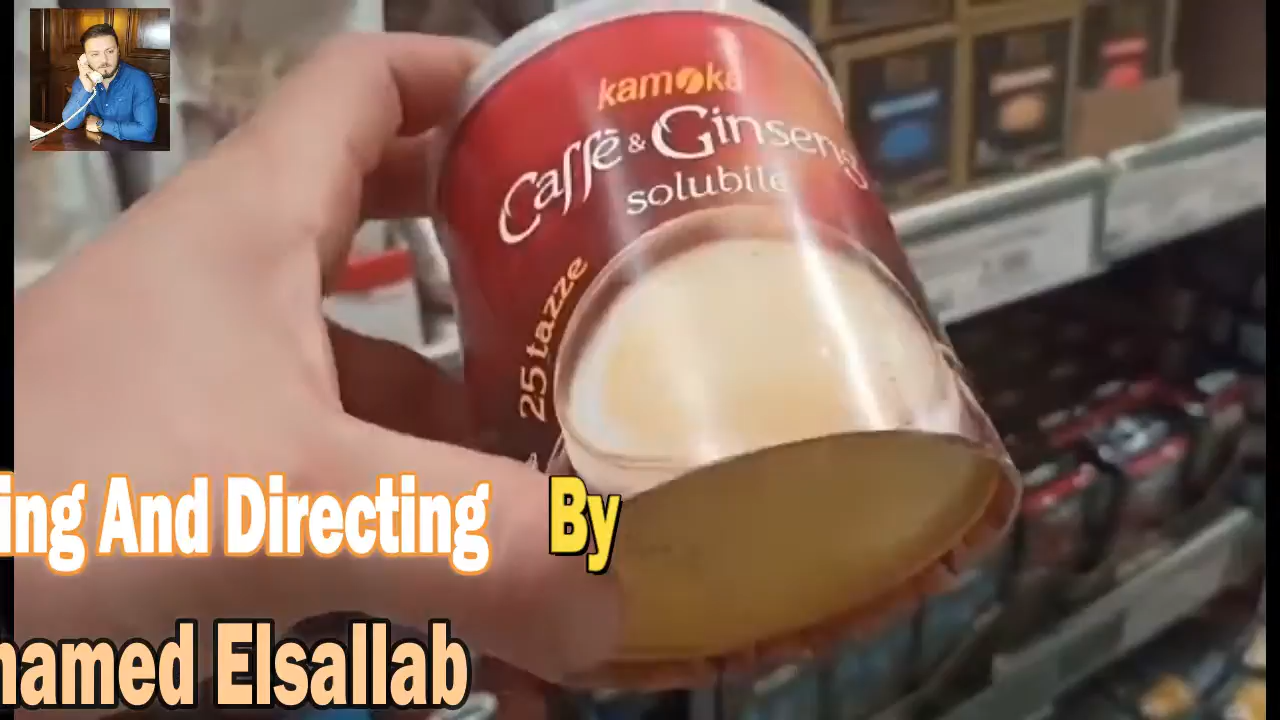 kamoka
Caffè & Ginseng
solubile
25 tazze
ing And Directing By
hamed Elsallab